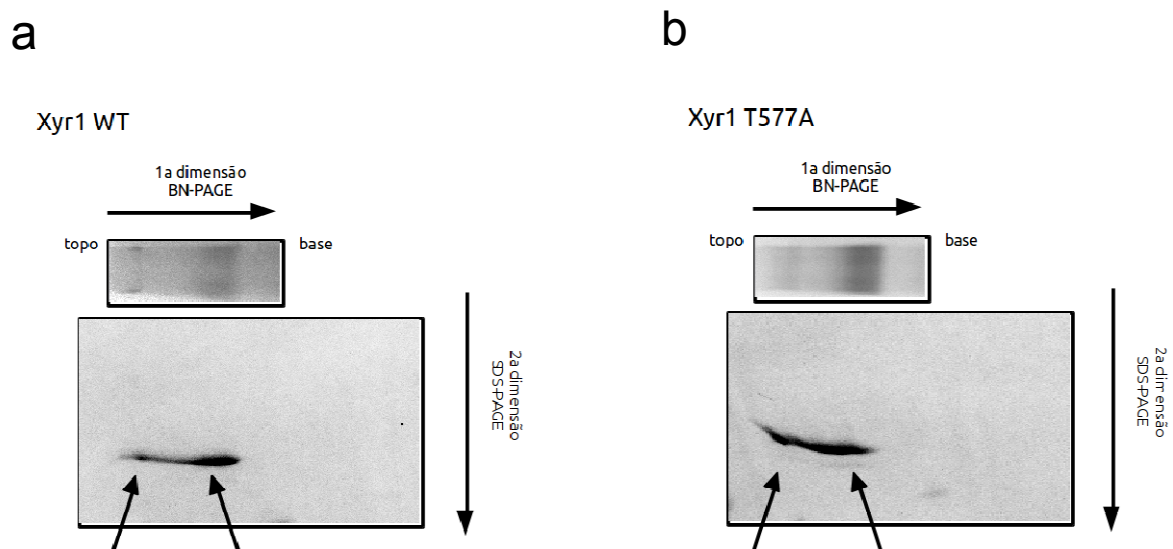 a
Xyr1 WT
1a dimensão
BN-PAGE
topo
base
2a dimensão
SDS-PAGE
b
Xyr1 T577A
1a dimensão
BN-PAGE
topo
base
2a dimensão
SDS-PAGE